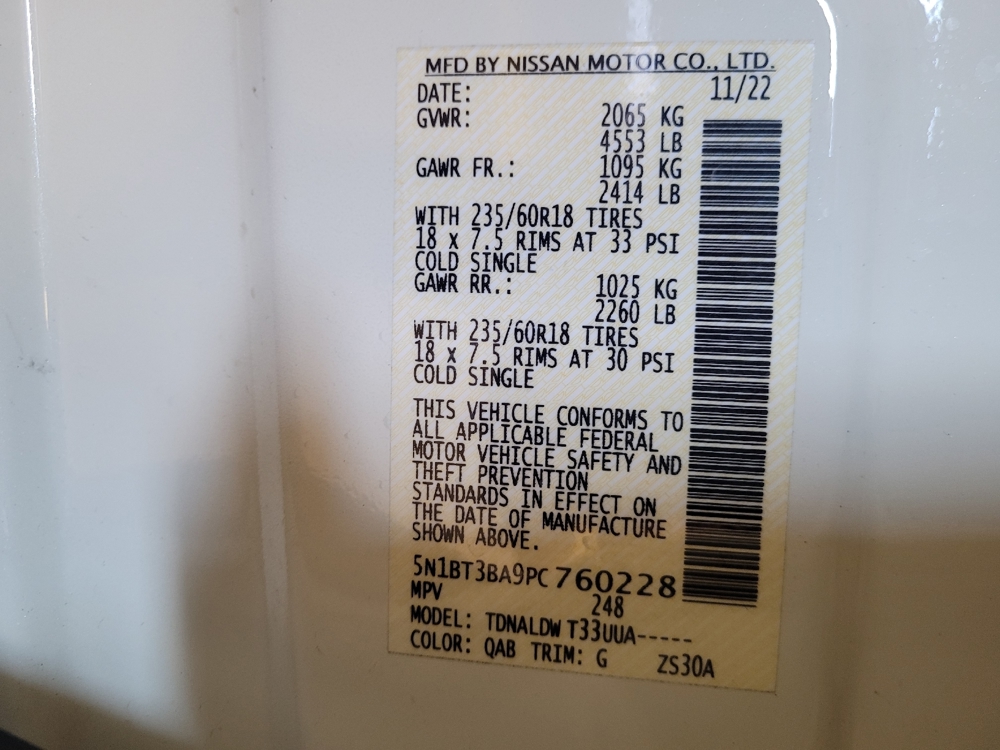 MFD BY NISSAN MOTOR CO., LTD.
DATE: 11/22
GVWR: 2065 KG
4553 LB
GAWR FR.: 1095 KG
2414 LB
WITH 235/60R18 TIRES
18 x 7.5 RIMS AT 33 PSI
COLD SINGLE
GAWR RR.: 1025 KG
2260 LB
WITH 235/60R18 TIRES
18 x 7.5 RIMS AT 30 PSI
COLD SINGLE
THIS VEHICLE CONFORMS TO
ALL APPLICABLE FEDERAL
MOTOR VEHICLE SAFETY AND
THEFT PREVENTION
STANDARDS IN EFFECT ON
THE DATE OF MANUFACTURE
SHOWN ABOVE.
5N1BT3BA9PC760228
MPV 248
MODEL: TDNALDW T33UUA-----
COLOR: QAB TRIM: G ZS30A